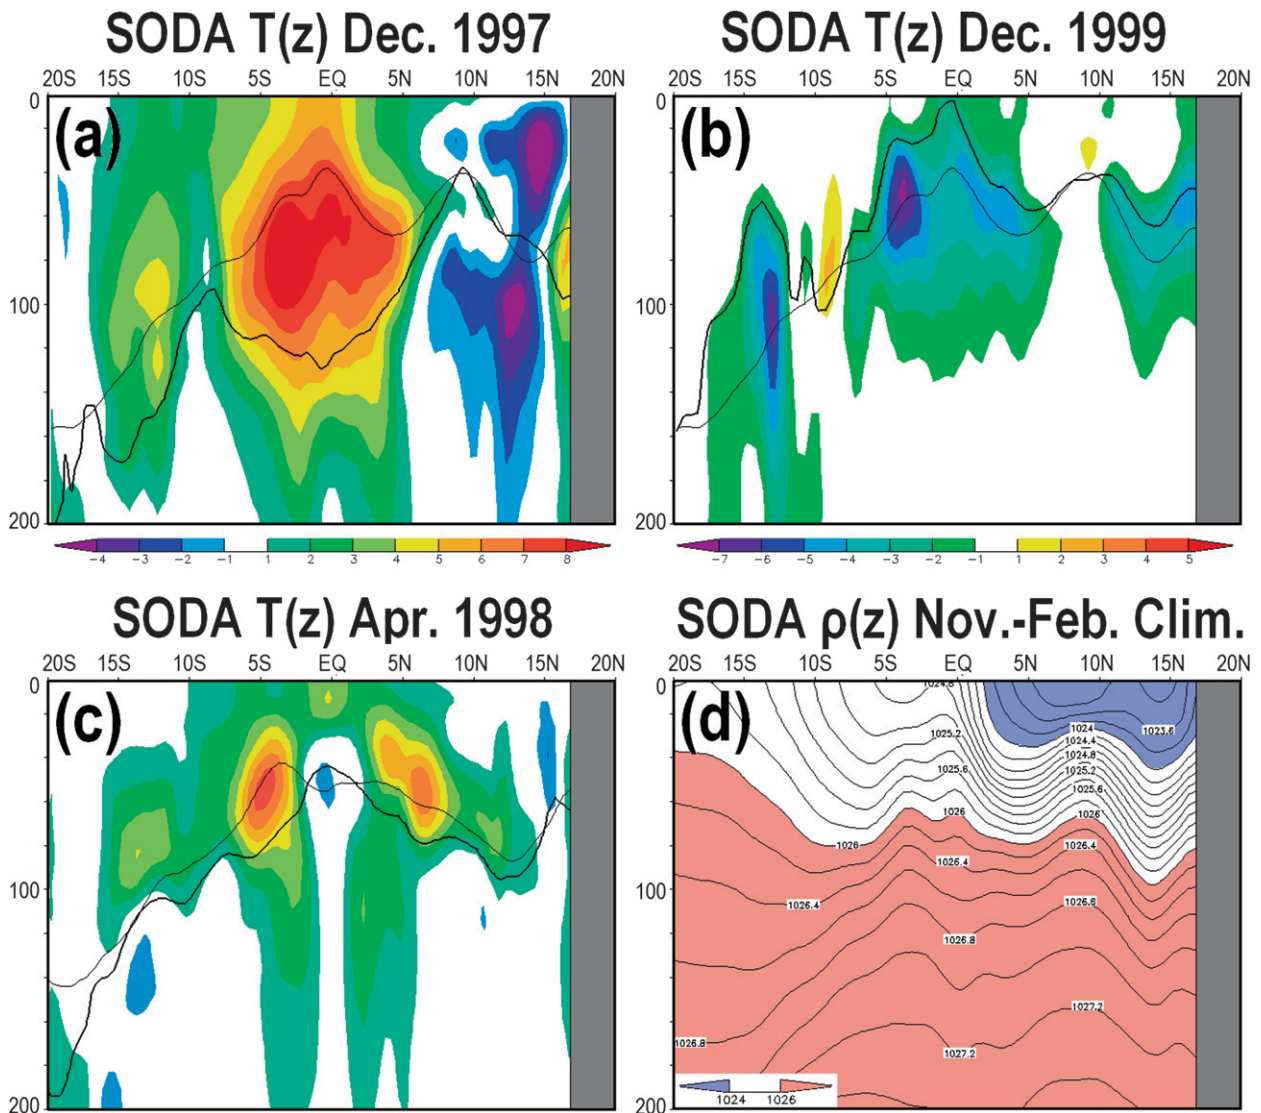 SODA T(z) Dec. 1997
SODA T(z) Dec. 1999
20S 15S 10S 5S EQ 5N 10N 15N 20N
20S 15S 10S 5S EQ 5N 10N 15N 20N
0
(a)
100
200
0
(b)
100
200
-4 -3 -2 -1 1 2 3 4 5 6 7 8
-7 -6 -5 -4 -3 -2 -1 1 2 3 4 5
SODA T(z) Apr. 1998
SODA ρ(z) Nov.-Feb. Clim.
20S 15S 10S 5S EQ 5N 10N 15N 20N
20S 15S 10S 5S EQ 5N 10N 15N 20N
0
(c)
100
200
0
(d)
100
200
1024.8
1025.2
1025.6
1026
1026
1026.4
1026.4
1026.8
1026.8
1027.2
1024
1024.4
1024.8
1025.2
1025.6
1026
1026.4
1026.8
1027.2
1023.6
1024 1026